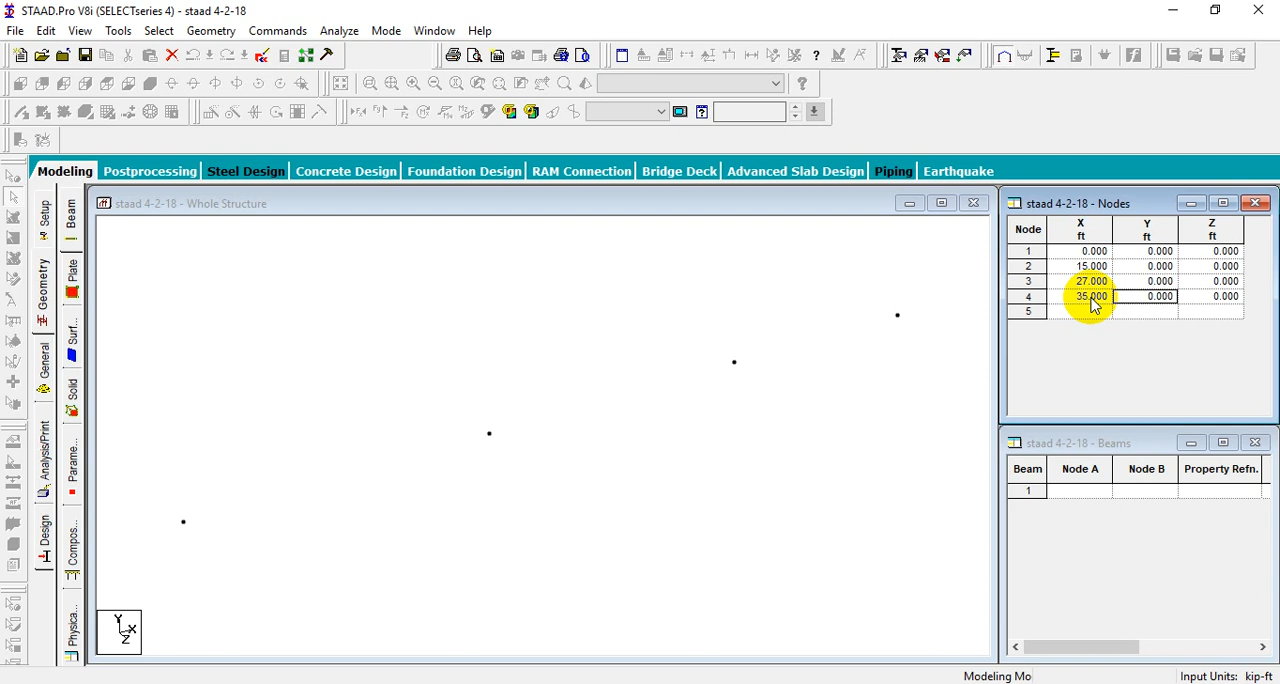 STAAD.Pro V8i (SELECTseries 4) - staad 4-2-18
File Edit View Tools Select Geometry Commands Analyze Mode Window Help
Modeling Postprocessing Steel Design Concrete Design Foundation Design RAM Connection Bridge Deck Advanced Slab Design Piping Earthquake
Setup
Geometry
General
Analysis/Print
Design
Beam
Plate
Surf...
Solid
Parame...
Compos...
Physica...
staad 4-2-18 - Whole Structure
Y
X
Z
staad 4-2-18 - Nodes
Node X ft Y ft Z ft
1 0.000 0.000 0.000
2 15.000 0.000 0.000
3 27.000 0.000 0.000
4 35.000 0.000 0.000
5
staad 4-2-18 - Beams
Beam Node A Node B Property Refn.
1
Modeling Mo Input Units: kip-ft